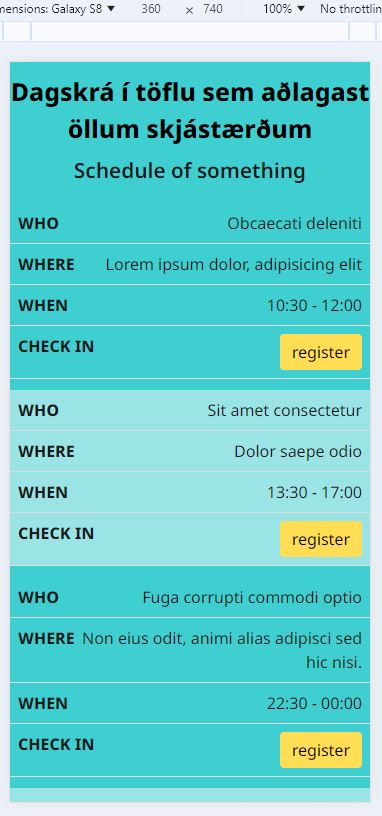 mensions: Galaxy S8 ▼ 360 × 740 100% ▼ No throttlin
Dagskrá í töflu sem aðlagast
öllum skjástærðum
Schedule of something
WHO Obcaecati deleniti
WHERE Lorem ipsum dolor, adipisicing elit
WHEN 10:30 - 12:00
CHECK IN register
WHO Sit amet consectetur
WHERE Dolor saepe odio
WHEN 13:30 - 17:00
CHECK IN register
WHO Fuga corrupti commodi optio
WHERE Non eius odit, animi alias adipisci sed
hic nisi.
WHEN 22:30 - 00:00
CHECK IN register